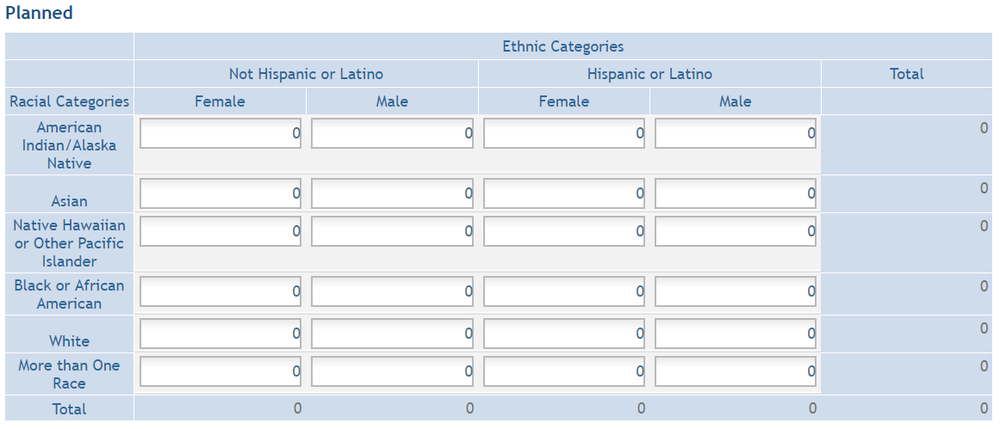 Planned
Ethnic Categories
Not Hispanic or Latino Hispanic or Latino Total
Racial Categories Female Male Female Male
American
Indian/Alaska
Native
0 0 0 0 0
Asian
0 0 0 0 0
Native Hawaiian
or Other Pacific
Islander
0 0 0 0 0
Black or African
American
0 0 0 0 0
White
0 0 0 0 0
More than One
Race
0 0 0 0 0
Total 0 0 0 0 0